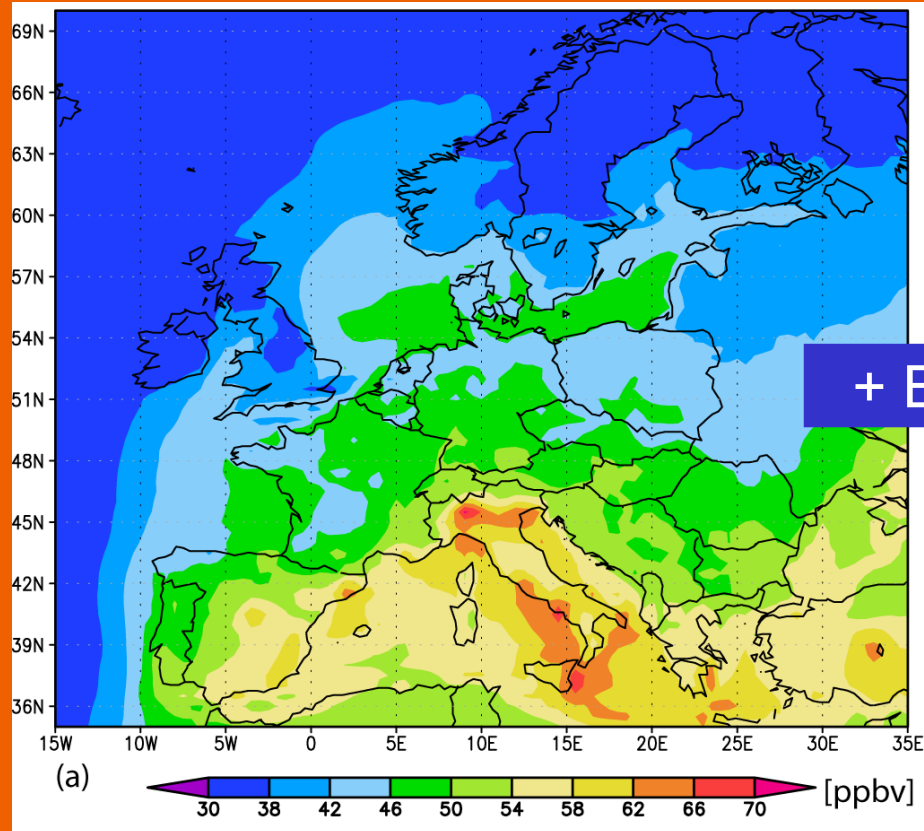 69N
66N
63N
60N
57N
54N
51N
48N
45N
42N
39N
36N
+ E
15W 10W 5W 0 5E 10E 15E 20E 25E 30E 35E
(a)
30 38 42 46 50 54 58 62 66 70 [ppbv]